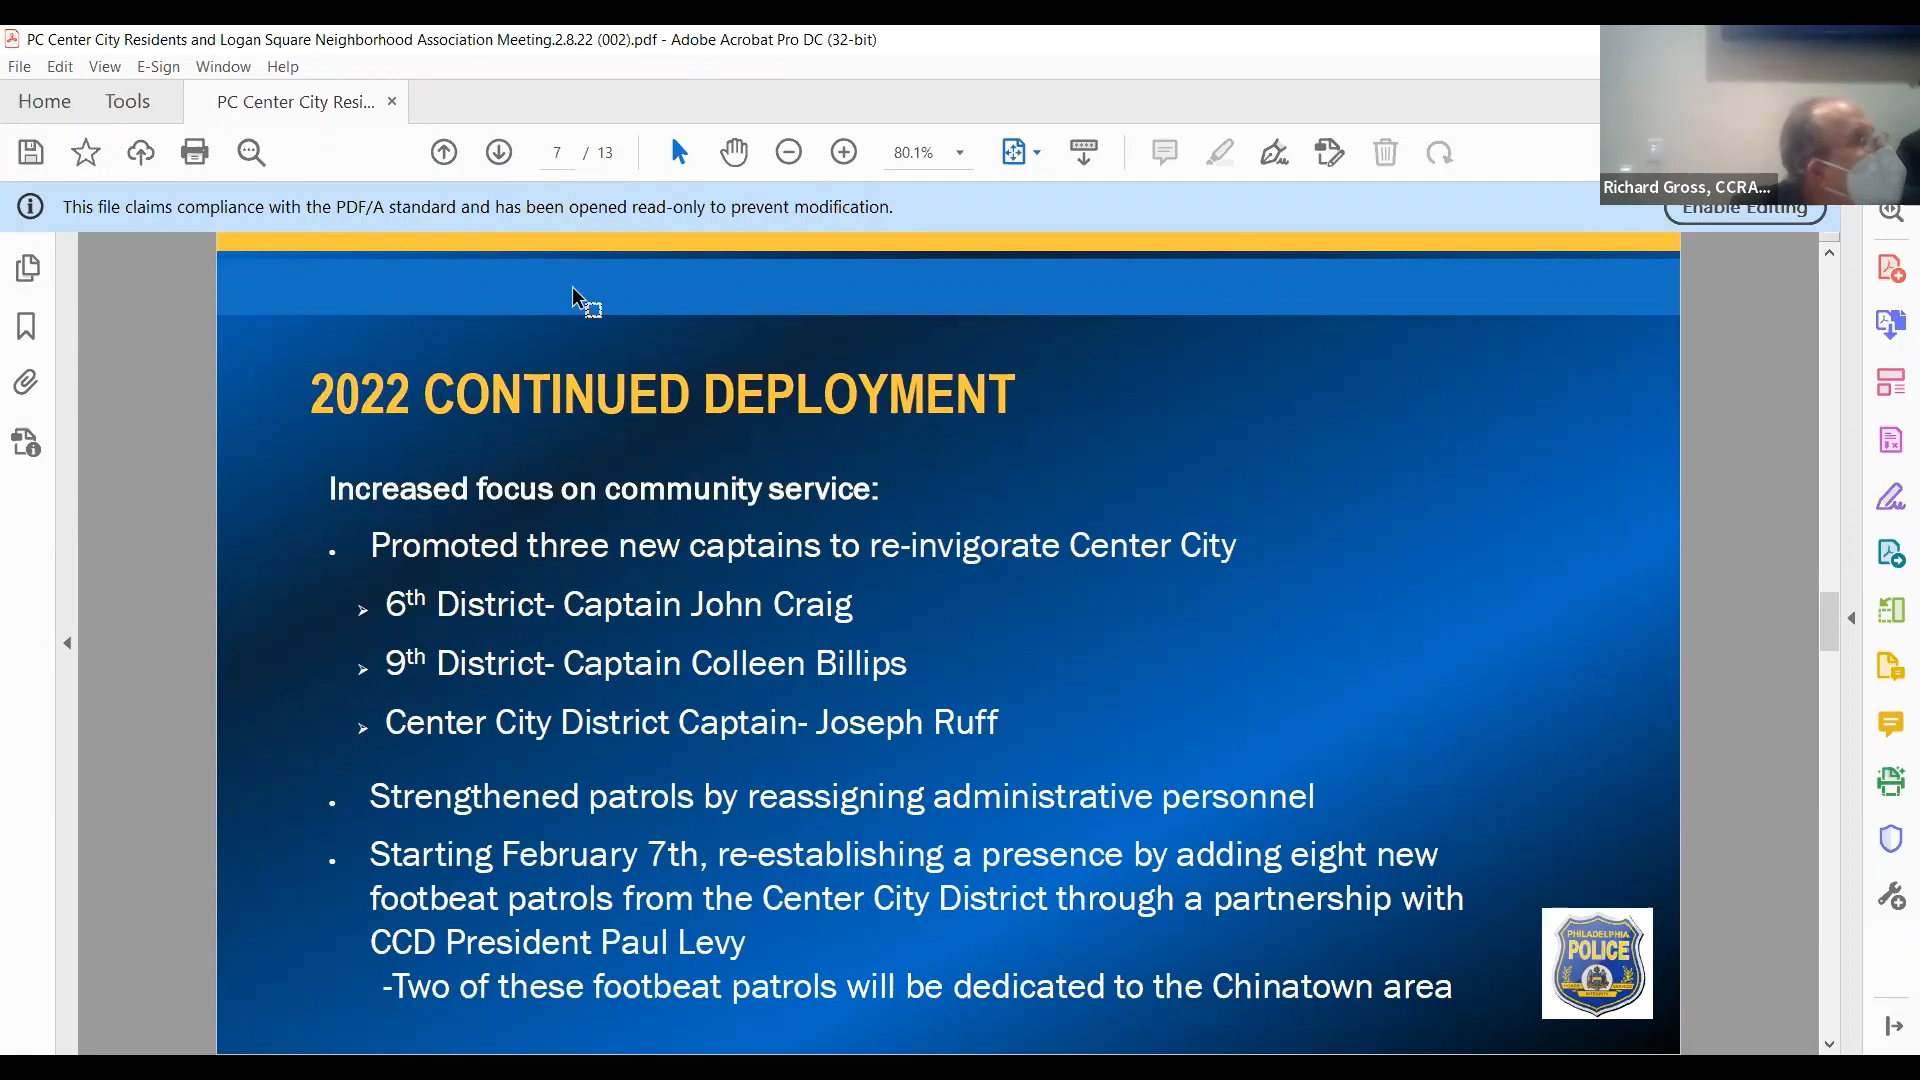 PC Center City Residents and Logan Square Neighborhood Association Meeting.2.8.22 (002).pdf - Adobe Acrobat Pro DC (32-bit)
File Edit View E-Sign Window Help
Home Tools PC Center City Resi... ×
7 / 13 80.1%
Richard Gross, CCRA...
This file claims compliance with the PDF/A standard and has been opened read-only to prevent modification.
Enable Editing
2022 CONTINUED DEPLOYMENT
Increased focus on community service:
• Promoted three new captains to re-invigorate Center City
➢ 6th District- Captain John Craig
➢ 9th District- Captain Colleen Billips
➢ Center City District Captain- Joseph Ruff
• Strengthened patrols by reassigning administrative personnel
• Starting February 7th, re-establishing a presence by adding eight new
footbeat patrols from the Center City District through a partnership with
CCD President Paul Levy
-Two of these footbeat patrols will be dedicated to the Chinatown area
PHILADELPHIA
POLICE